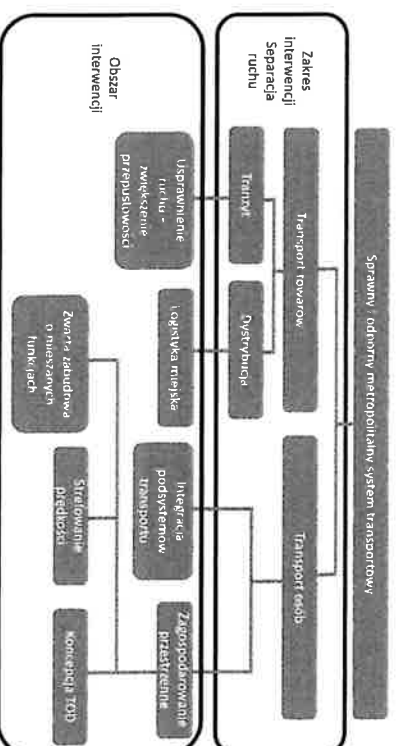 Sprawny i odporny metropolitalny system transportowy
Zakres
interwencji
Separacja
ruchu
Transport towarów
Transport osób
Tranzyt
Dystrybucja
Obszar
interwencji
Usprawnienie
ruchu -
zwiększenie
przepustowości
Logistyka miejska
Integracja
podsystemów
transportu
Zagospodarowanie
przestrzenne
Zwarta zabudowa
o mieszanych
funkcjach
Strefowanie
prędkości
Koncepcja TOD